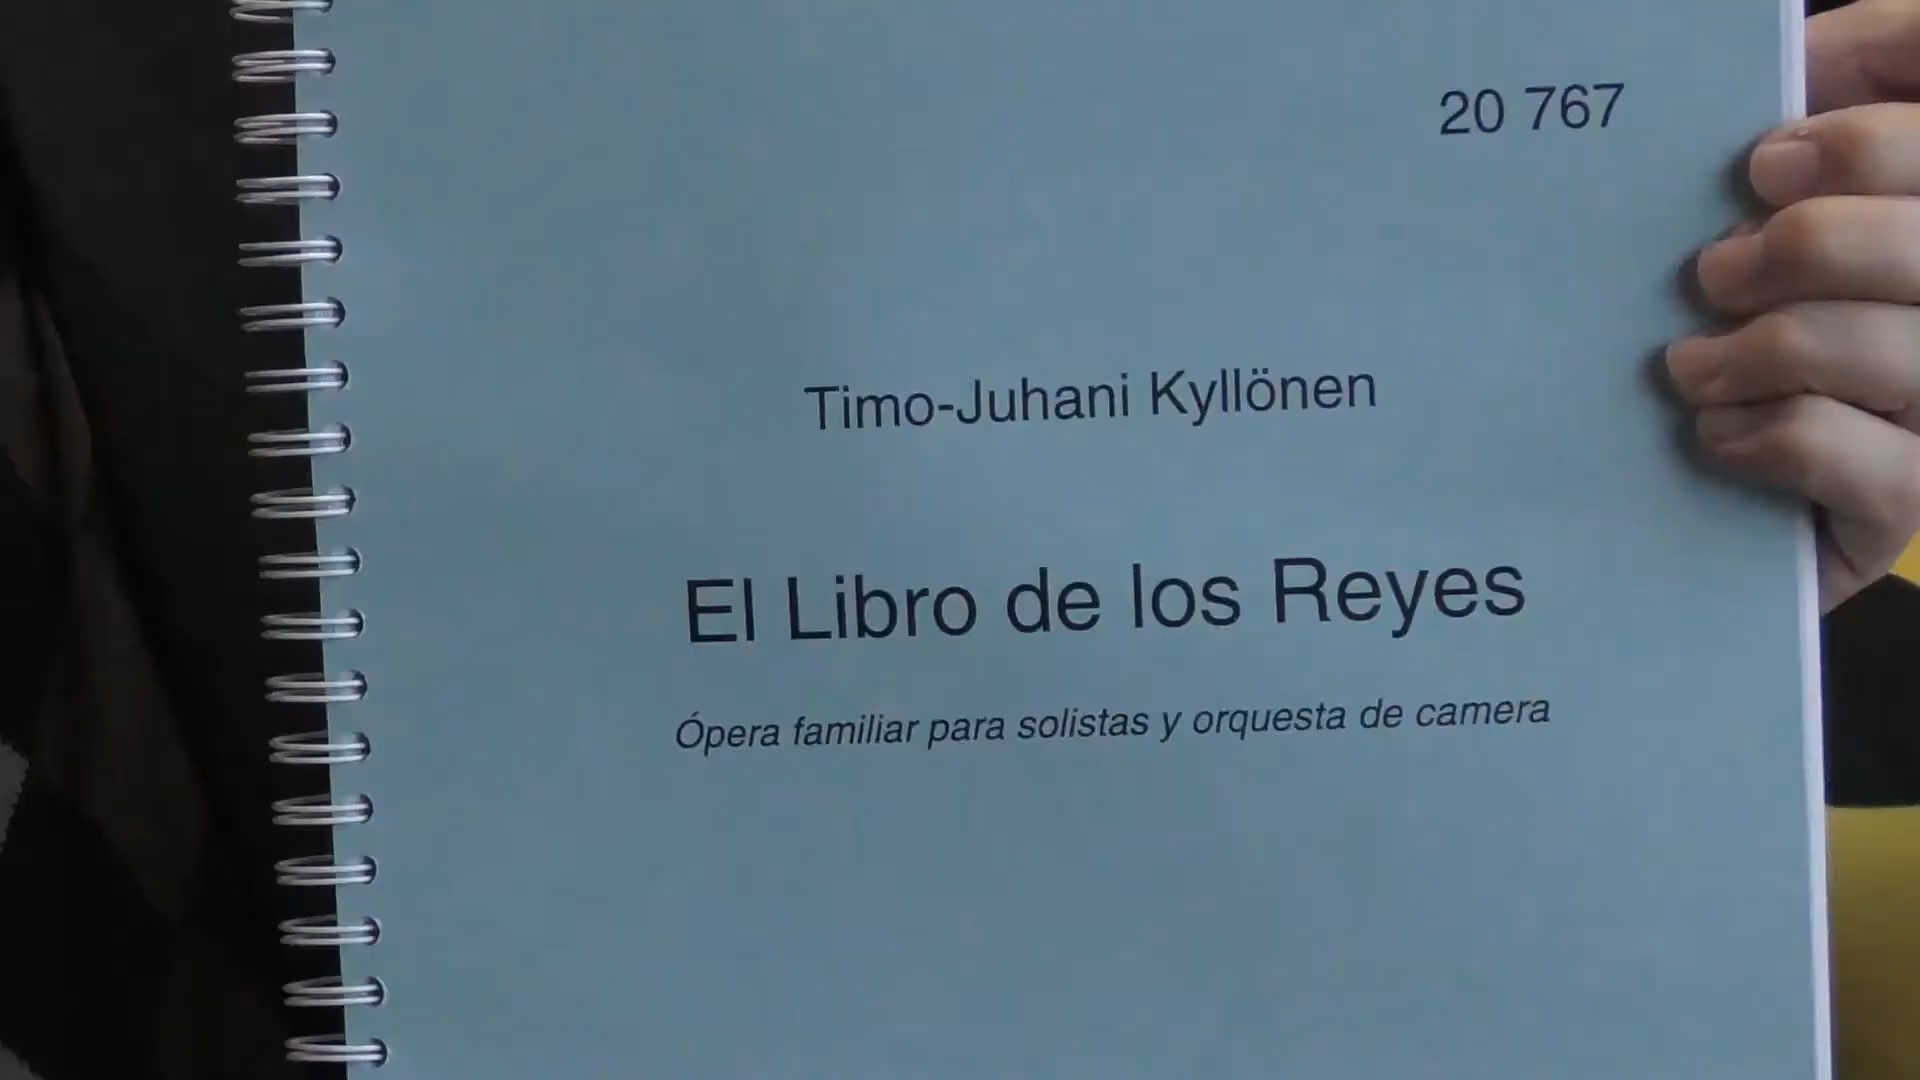 20 767
Timo-Juhani Kyllönen
El Libro de los Reyes
Ópera familiar para solistas y orquesta de camera